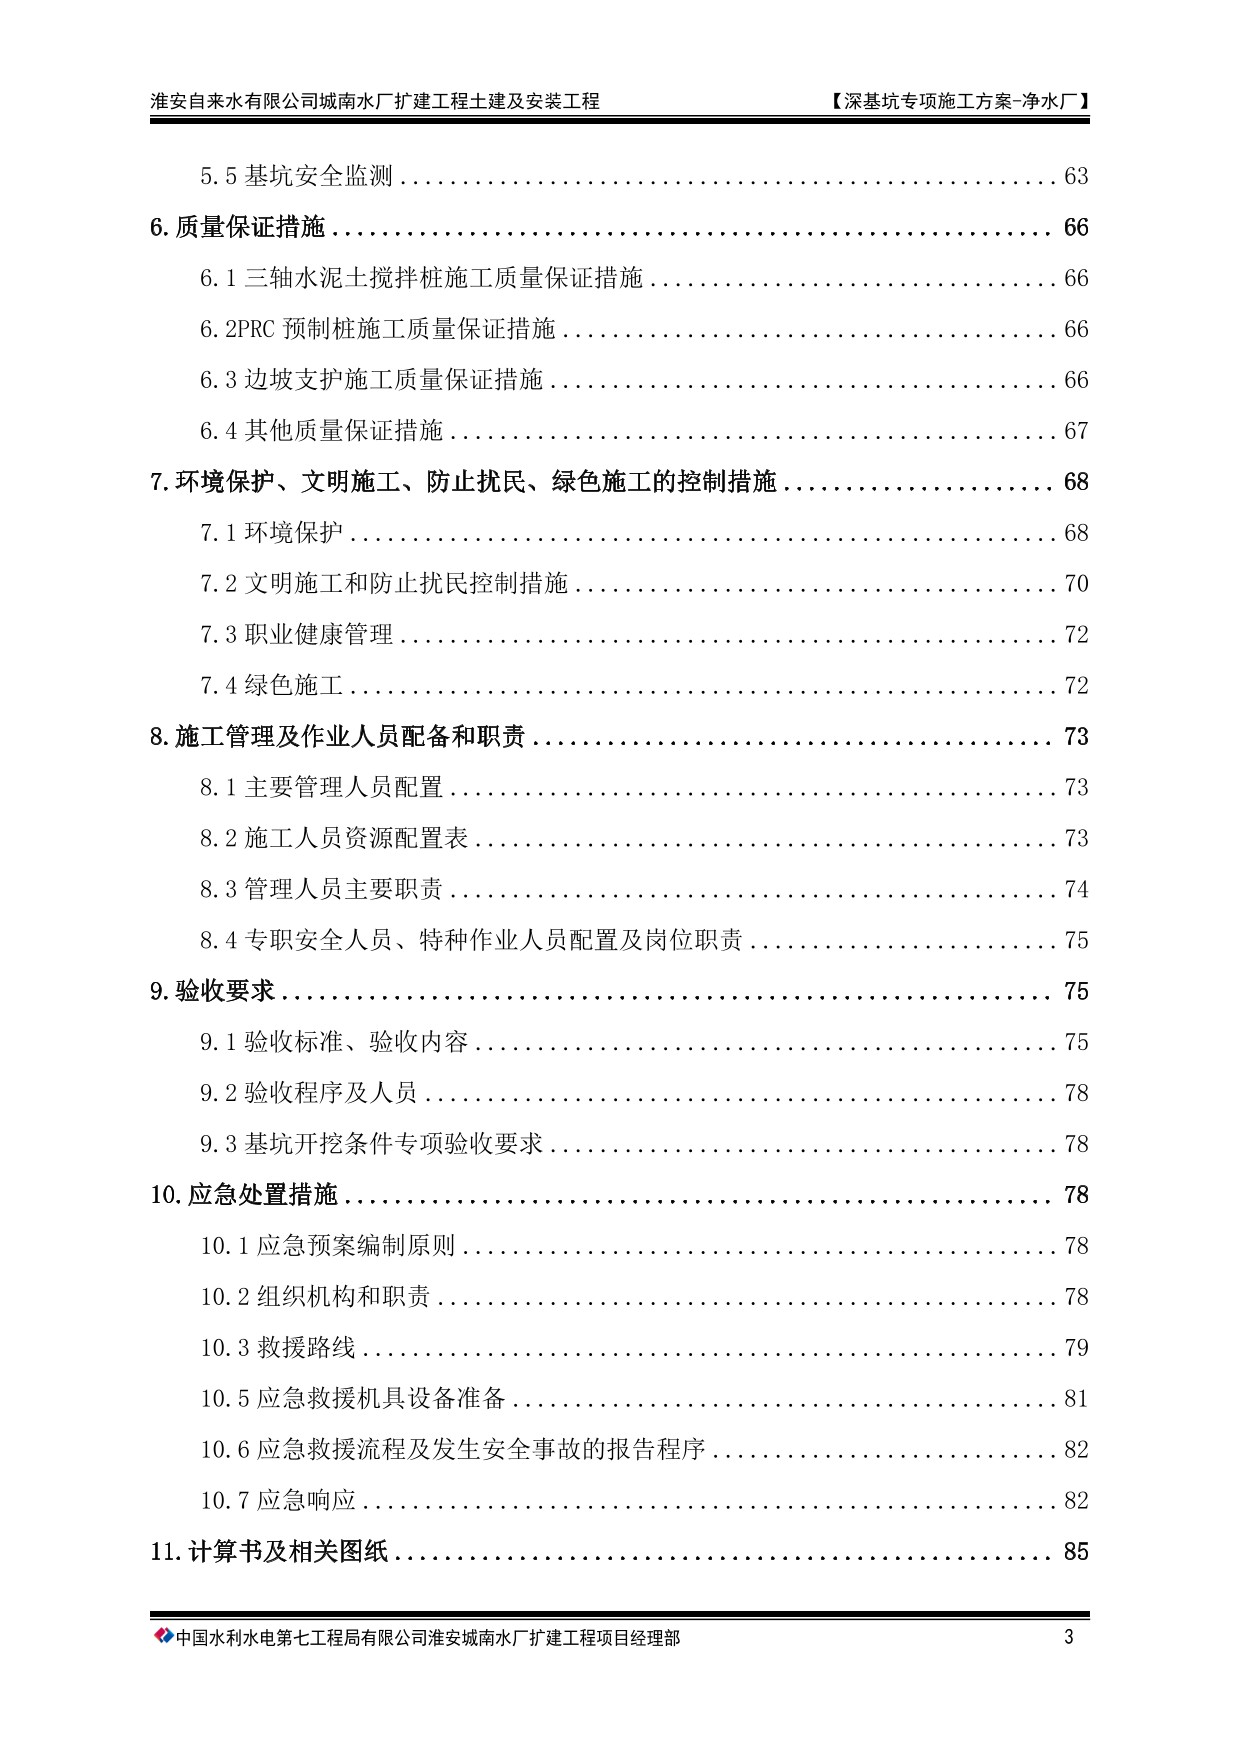 淮安自来水有限公司城南水厂扩建工程土建及安装工程 【深基坑专项施工方案-净水厂】
5.5 基坑安全监测 63
6.质量保证措施 66
6.1 三轴水泥土搅拌桩施工质量保证措施 66
6.2PRC 预制桩施工质量保证措施 66
6.3 边坡支护施工质量保证措施 66
6.4 其他质量保证措施 67
7.环境保护、文明施工、防止扰民、绿色施工的控制措施 68
7.1 环境保护 68
7.2 文明施工和防止扰民控制措施 70
7.3 职业健康管理 72
7.4 绿色施工 72
8.施工管理及作业人员配备和职责 73
8.1 主要管理人员配置 73
8.2 施工人员资源配置表 73
8.3 管理人员主要职责 74
8.4 专职安全人员、特种作业人员配置及岗位职责 75
9.验收要求 75
9.1 验收标准、验收内容 75
9.2 验收程序及人员 78
9.3 基坑开挖条件专项验收要求 78
10.应急处置措施 78
10.1 应急预案编制原则 78
10.2 组织机构和职责 78
10.3 救援路线 79
10.5 应急救援机具设备准备 81
10.6 应急救援流程及发生安全事故的报告程序 82
10.7 应急响应 82
11.计算书及相关图纸 85
中国水利水电第七工程局有限公司淮安城南水厂扩建工程项目经理部 3